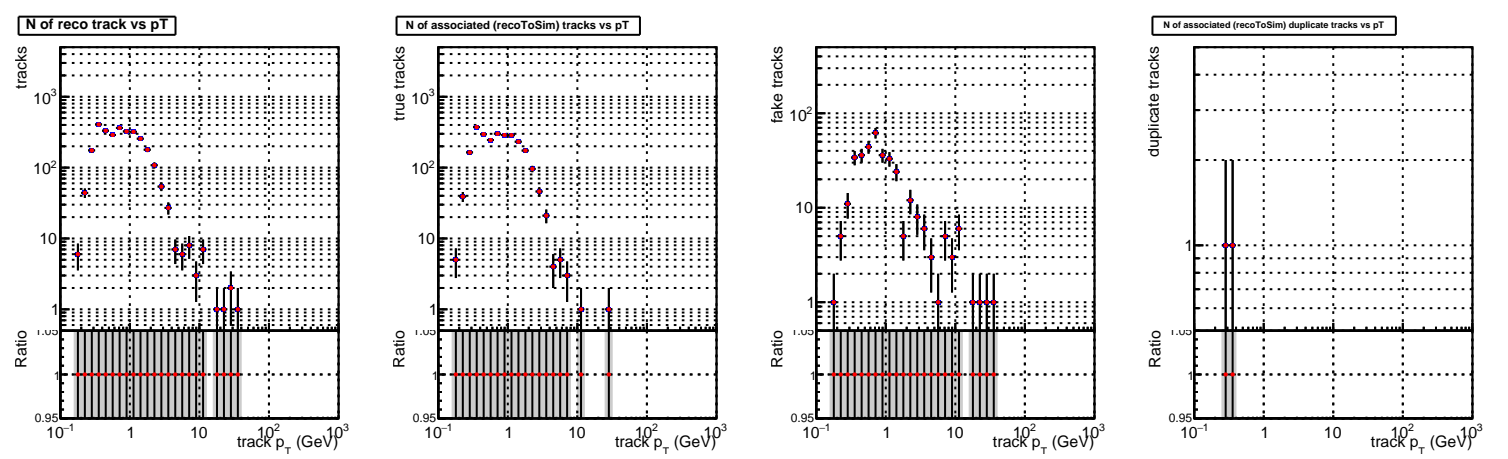 N of reco track vs pT
tracks
10³
10²
10
1
Ratio
1.05
1
0.95
10⁻¹ 1 10 10² 10³
track p_T (GeV)
N of associated (recoToSim) tracks vs pT
true tracks
10³
10²
10
1
Ratio
1.05
1
0.95
10⁻¹ 1 10 10² 10³
track p_T (GeV)
fake tracks
10²
10
1
Ratio
1.05
1
0.95
10⁻¹ 1 10 10² 10³
track p_T (GeV)
N of associated (recoToSim) duplicate tracks vs pT
duplicate tracks
1
Ratio
1.05
1
0.95
10⁻¹ 1 10 10² 10³
track p_T (GeV)